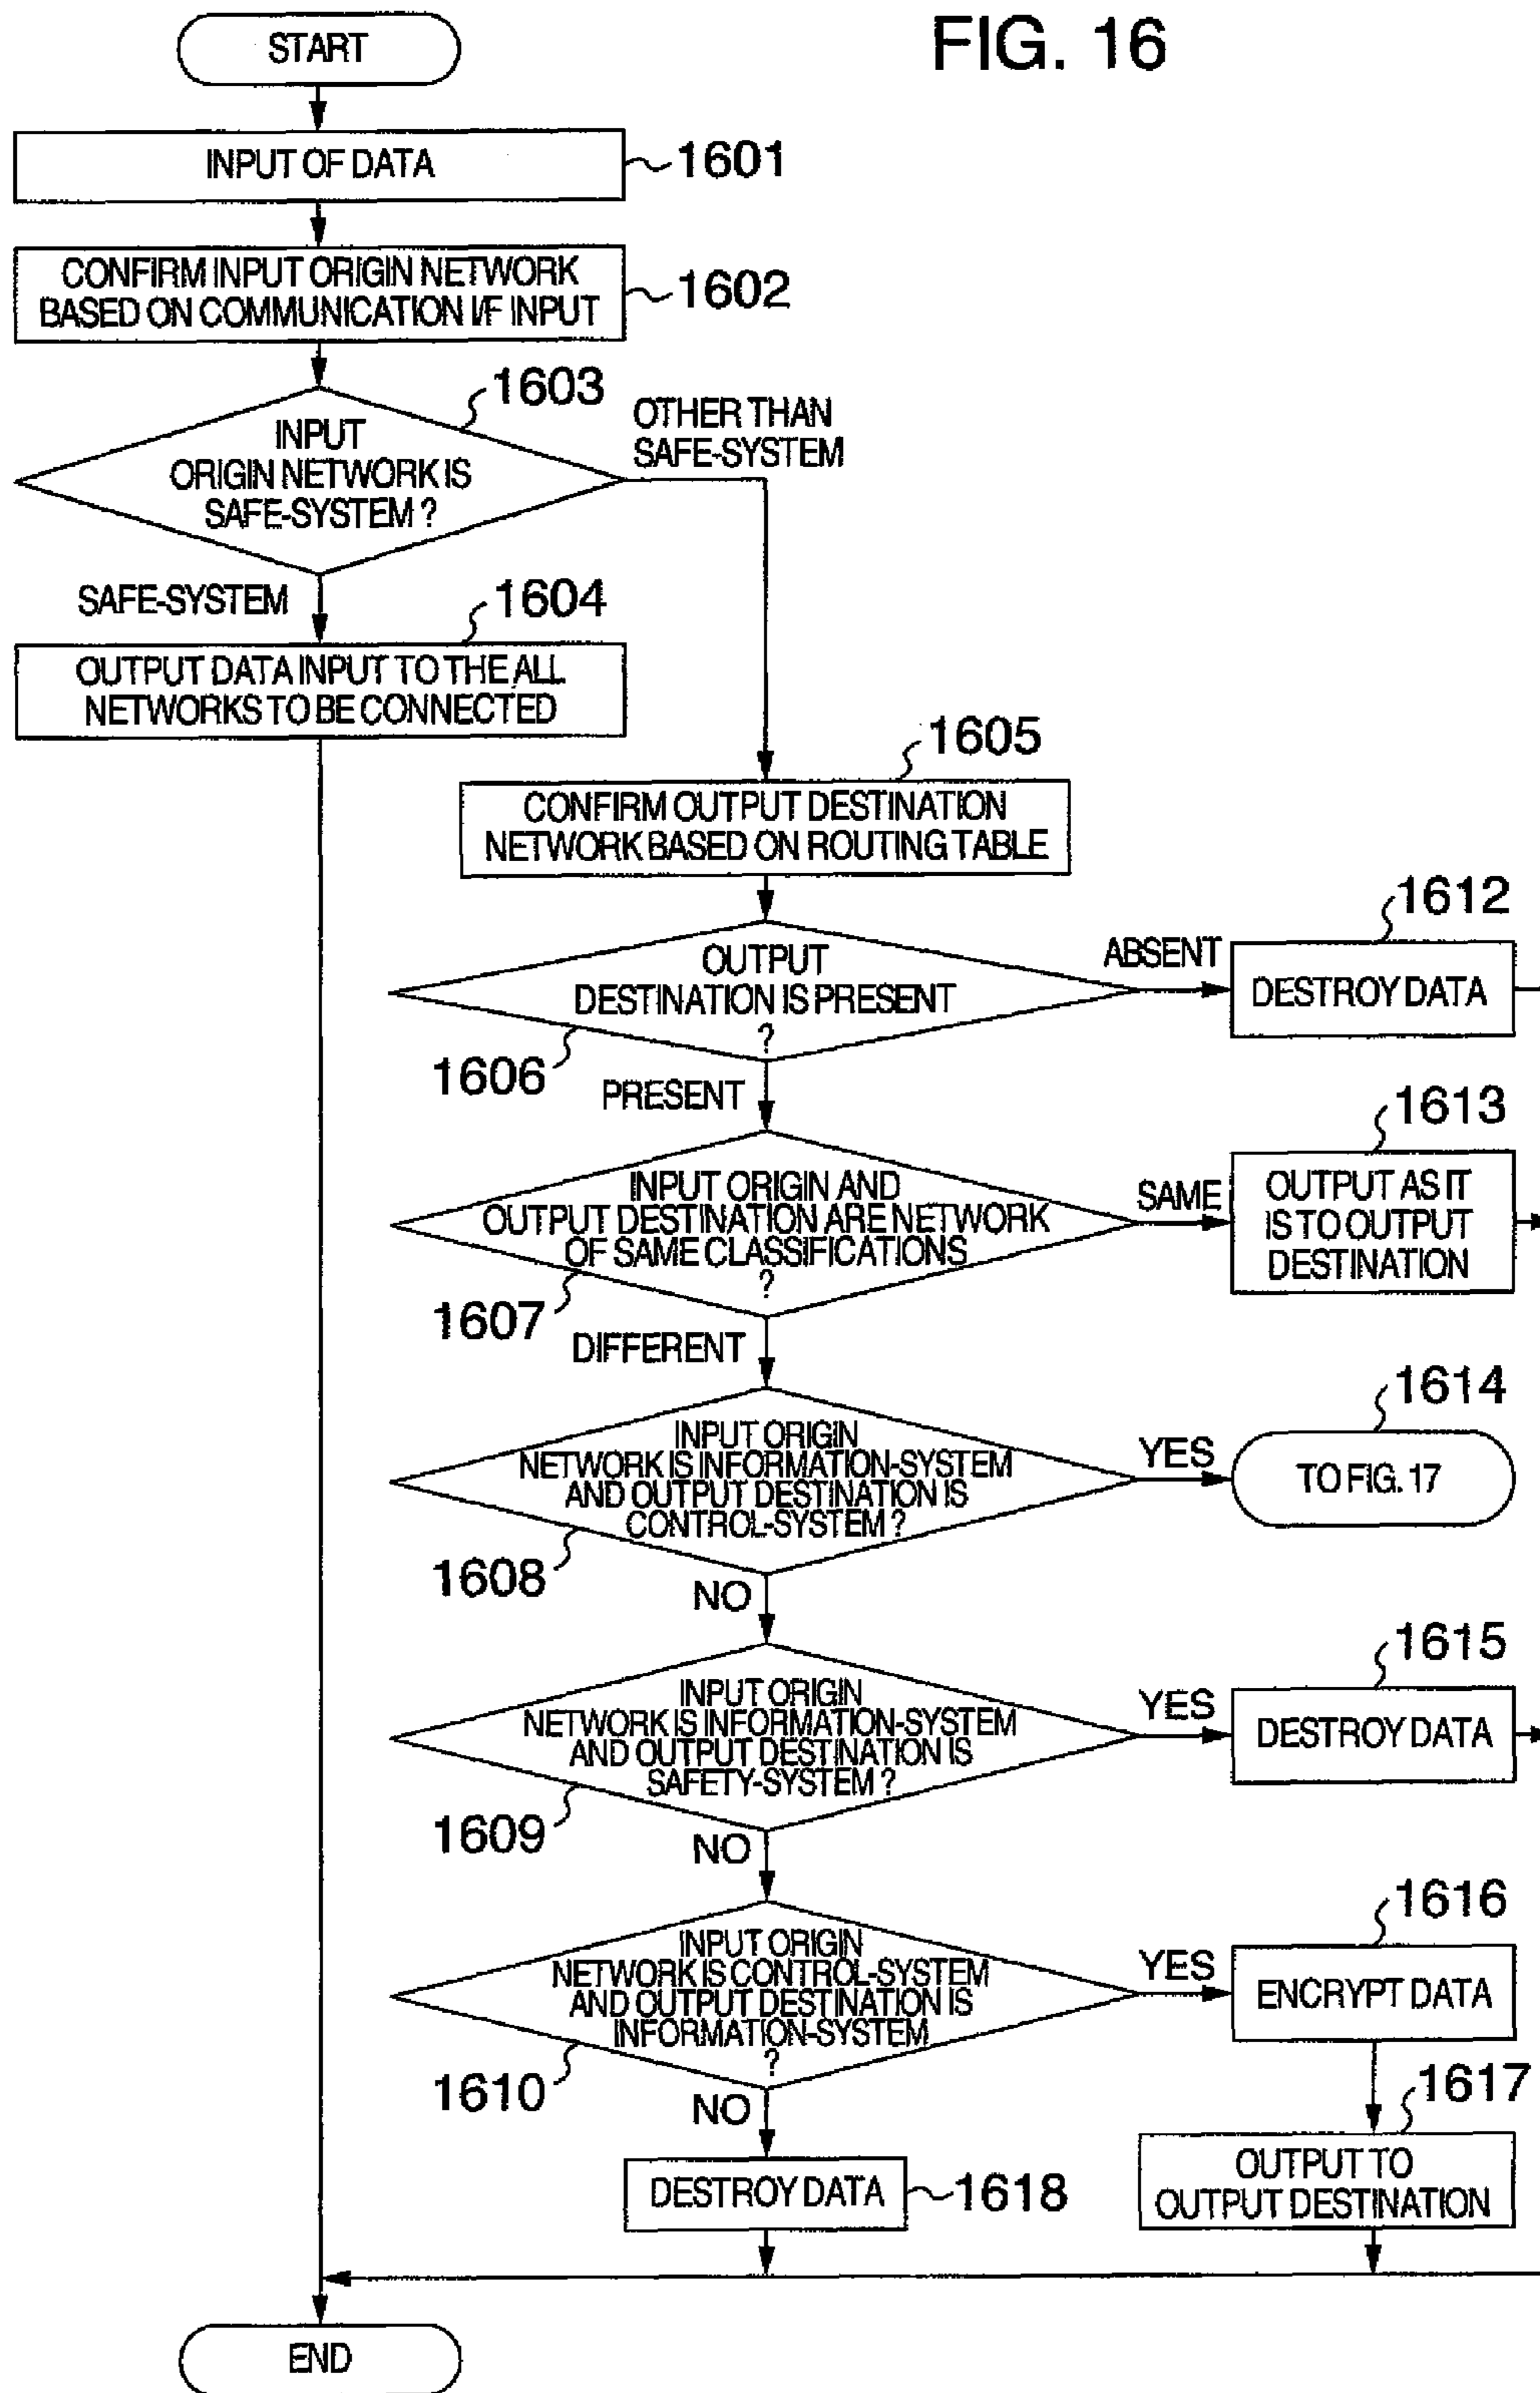 FIG. 16
START
INPUT OF DATA
1601
CONFIRM INPUT ORIGIN NETWORK
BASED ON COMMUNICATION I/F INPUT
1602
1603
INPUT
ORIGIN NETWORK IS
SAFE-SYSTEM ?
OTHER THAN
SAFE-SYSTEM
SAFE-SYSTEM
1604
OUTPUT DATA INPUT TO THE ALL
NETWORKS TO BE CONNECTED
1605
CONFIRM OUTPUT DESTINATION
NETWORK BASED ON ROUTING TABLE
OUTPUT
DESTINATION IS PRESENT
?
1606
ABSENT
1612
DESTROY DATA
PRESENT
INPUT ORIGIN AND
OUTPUT DESTINATION ARE NETWORK
OF SAME CLASSIFICATIONS
?
1607
SAME
1613
OUTPUT AS IT
IS TO OUTPUT
DESTINATION
DIFFERENT
INPUT ORIGIN
NETWORK IS INFORMATION-SYSTEM
AND OUTPUT DESTINATION IS
CONTROL-SYSTEM ?
1608
YES
1614
TO FIG. 17
NO
INPUT ORIGIN
NETWORK IS INFORMATION-SYSTEM
AND OUTPUT DESTINATION IS
SAFETY-SYSTEM ?
1609
YES
1615
DESTROY DATA
NO
INPUT ORIGIN
NETWORK IS CONTROL-SYSTEM
AND OUTPUT DESTINATION IS
INFORMATION-SYSTEM
?
1610
YES
1616
ENCRYPT DATA
NO
1617
OUTPUT TO
OUTPUT DESTINATION
DESTROY DATA
1618
END